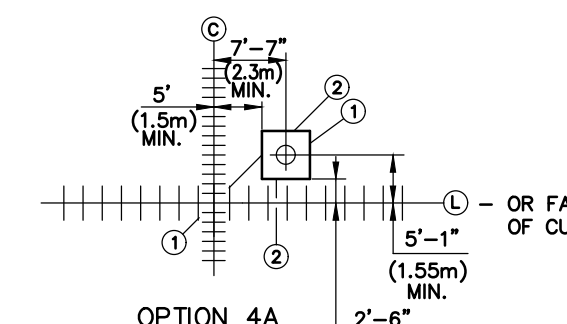 C
7'-7"
(2.3m)
MIN.
5'
(1.5m)
MIN.
2
1
L - OR FA
OF CU
1
2
5'-1"
(1.55m)
MIN.
OPTION 4A
2'-6"